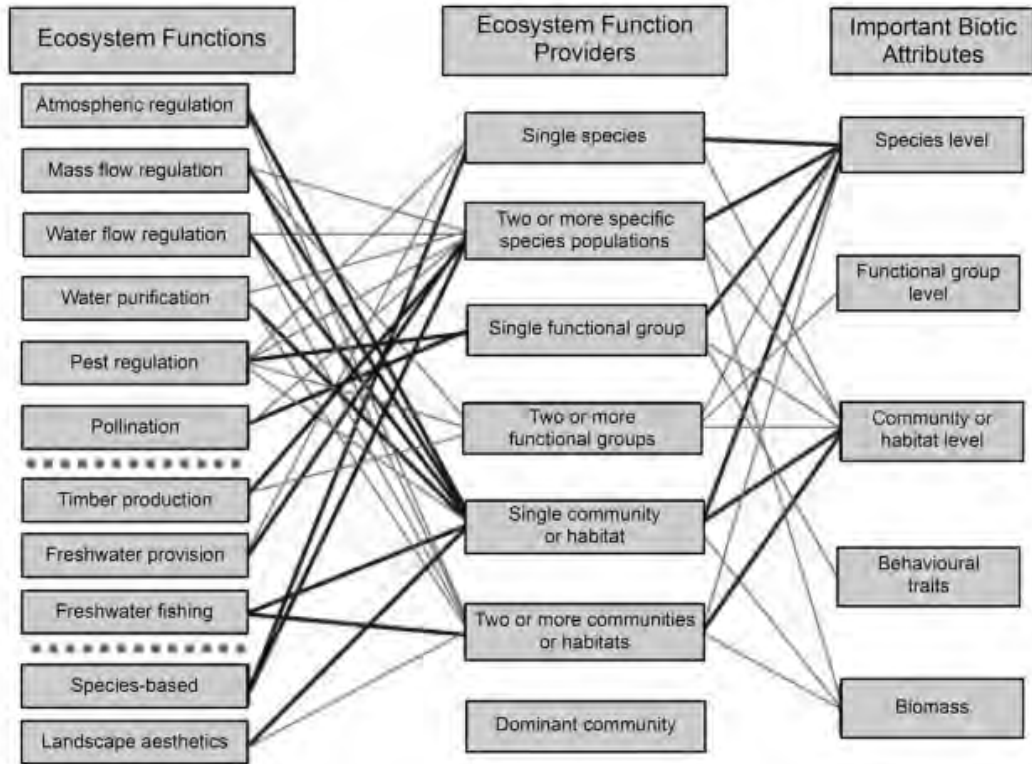 Ecosystem Functions
Atmospheric regulation
Mass flow regulation
Water flow regulation
Water purification
Pest regulation
Pollination
Timber production
Freshwater provision
Freshwater fishing
Species-based
Landscape aesthetics
Ecosystem Function
Providers
Single species
Two or more specific
species populations
Single functional group
Two or more
functional groups
Single community
or habitat
Two or more communities
or habitats
Dominant community
Important Biotic
Attributes
Species level
Functional group
level
Community or
habitat level
Behavioural
traits
Biomass